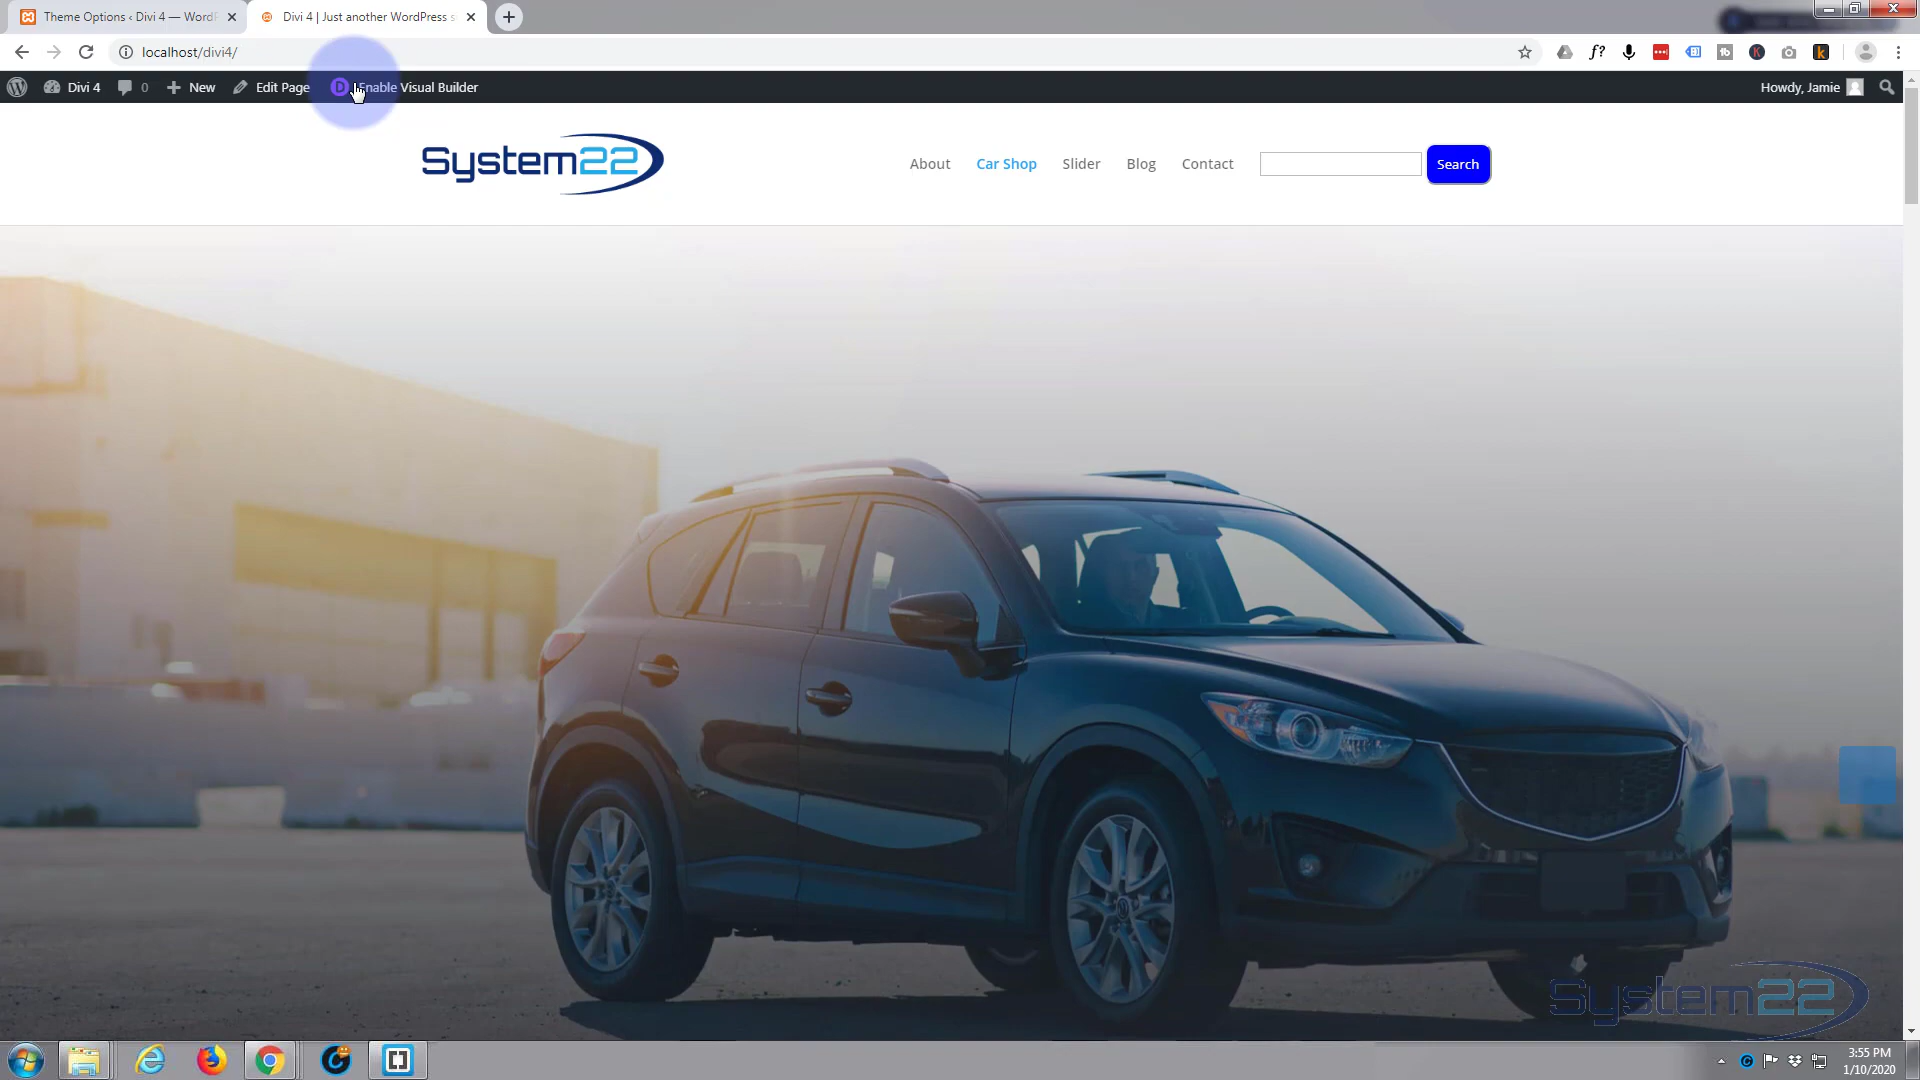 Theme Options ‹ Divi 4 — WordP
Divi 4 | Just another WordPress s
localhost/divi4/
Divi 4
0
New
Edit Page
Enable Visual Builder
Howdy, Jamie
System22
About
Car Shop
Slider
Blog
Contact
Search
System22
3:55 PM
1/10/2020